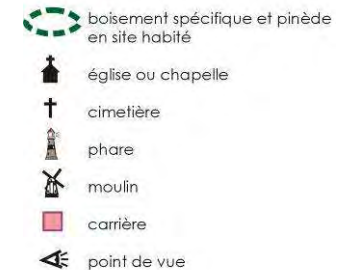 boisement spécifique et pinède
en site habité
église ou chapelle
cimetière
phare
moulin
carrière
point de vue